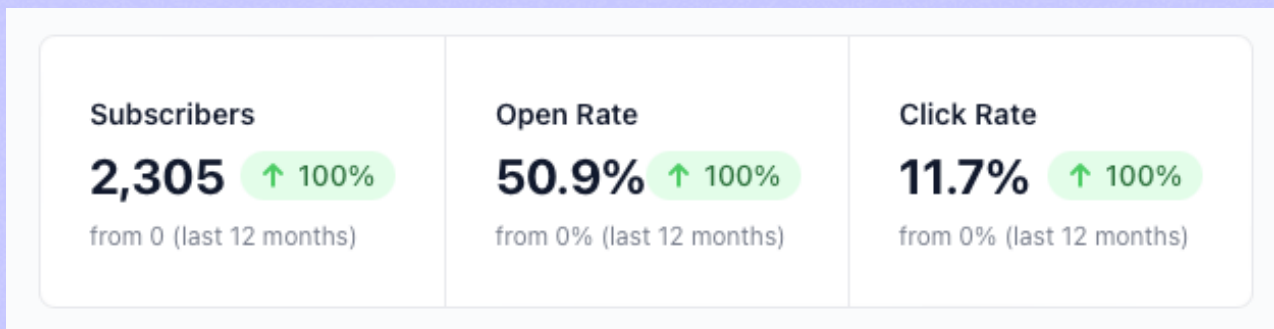 Subscribers
2,305 ↑ 100%
from 0 (last 12 months)
Open Rate
50.9% ↑ 100%
from 0% (last 12 months)
Click Rate
11.7% ↑ 100%
from 0% (last 12 months)